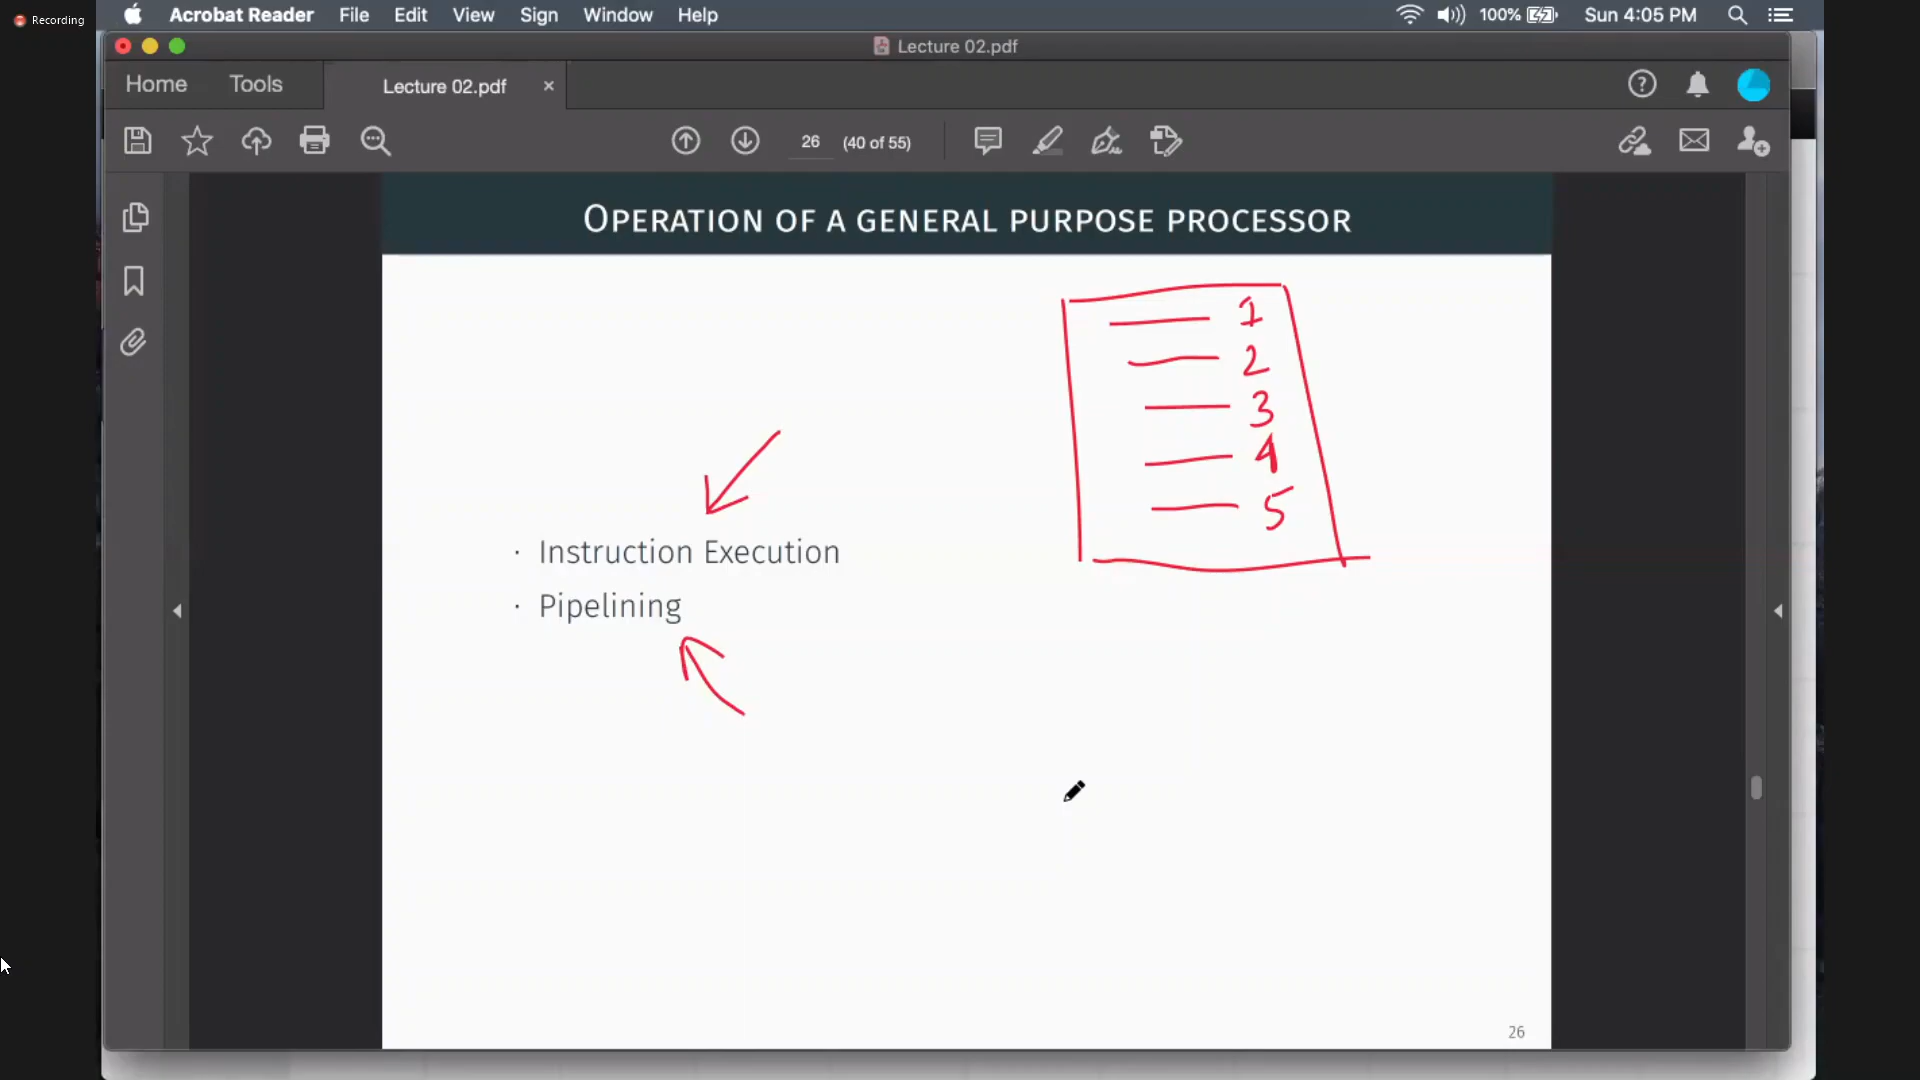 Recording
Acrobat Reader File Edit View Sign Window Help 100% Sun 4:05 PM
Lecture 02.pdf
Home Tools Lecture 02.pdf ×
26 (40 of 55)
OPERATION OF A GENERAL PURPOSE PROCESSOR
1
2
3
4
5
· Instruction Execution
· Pipelining
26